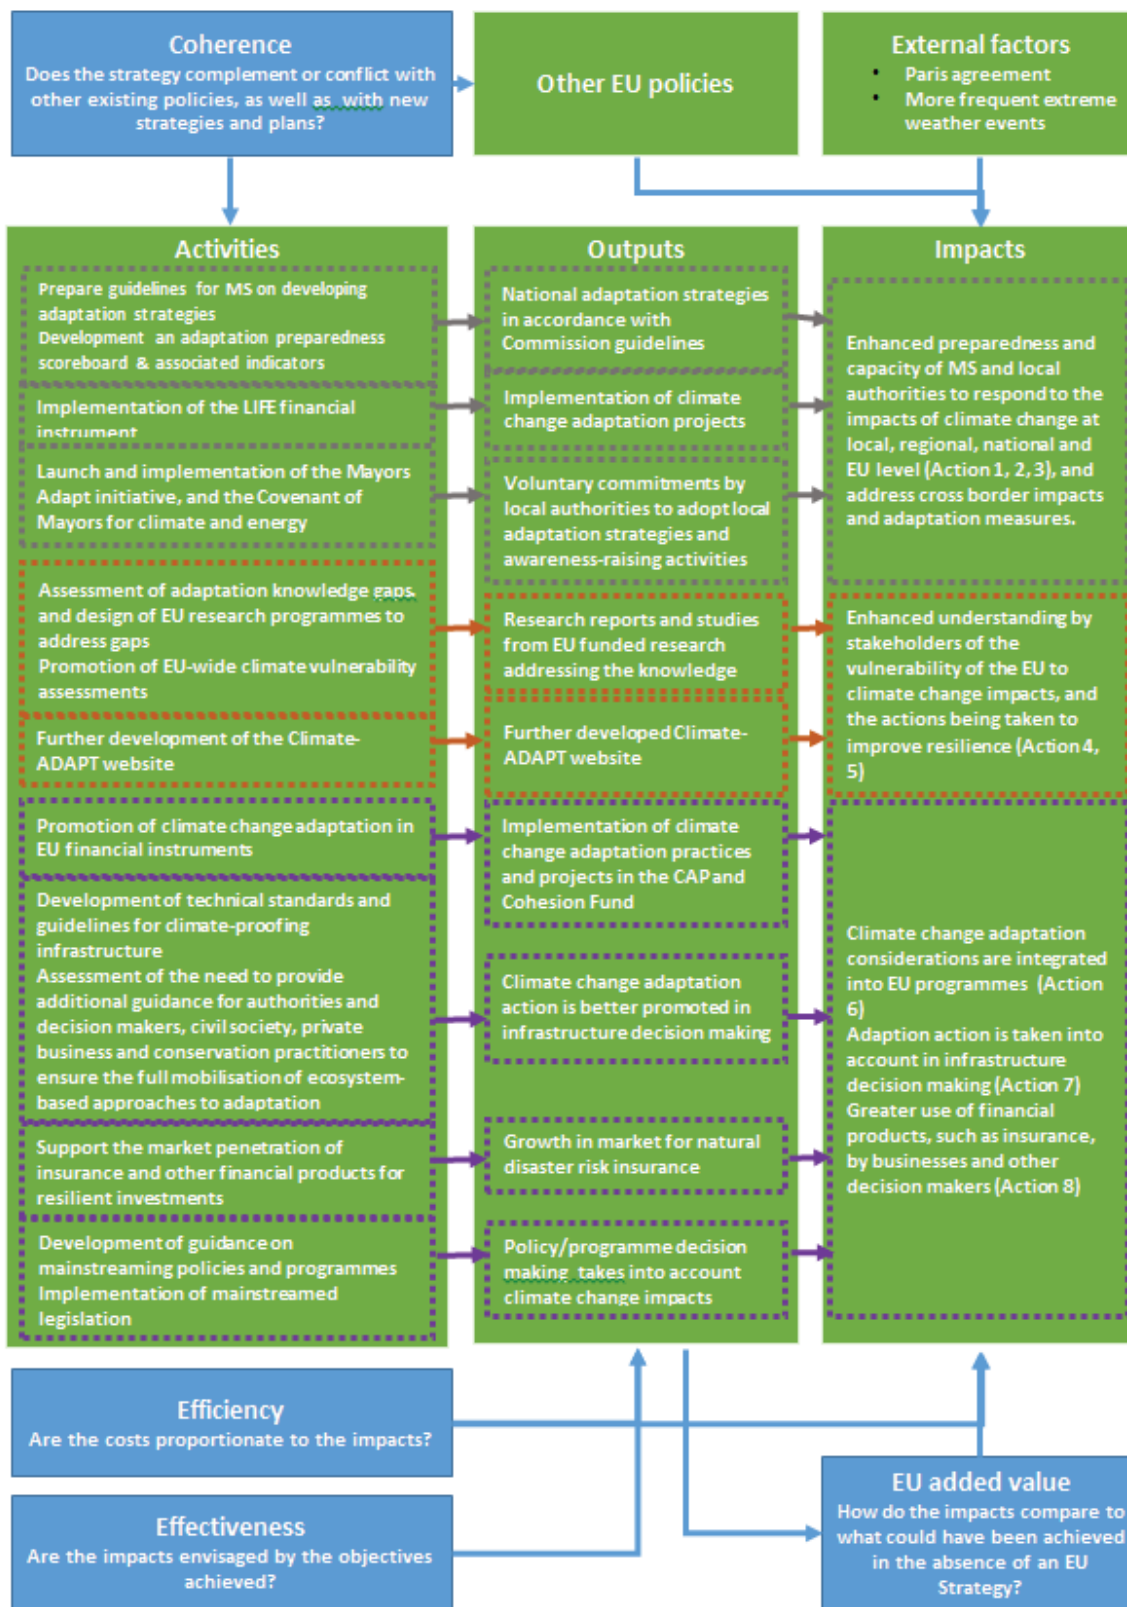 Coherence
Does the strategy complement or conflict with
other existing policies, as well as with new
strategies and plans?
Other EU policies
External factors
• Paris agreement
• More frequent extreme
weather events
Activities
Prepare guidelines for MS on developing
adaptation strategies
Development an adaptation preparedness
scoreboard & associated indicators
Implementation of the LIFE financial
instrument
Launch and implementation of the Mayors
Adapt initiative, and the Covenant of
Mayors for climate and energy
Assessment of adaptation knowledge gaps,
and design of EU research programmes to
address gaps
Promotion of EU-wide climate vulnerability
assessments
Further development of the Climate-
ADAPT website
Promotion of climate change adaptation in
EU financial instruments
Development of technical standards and
guidelines for climate-proofing
infrastructure
Assessment of the need to provide
additional guidance for authorities and
decision makers, civil society, private
business and conservation practitioners to
ensure the full mobilisation of ecosystem-
based approaches to adaptation
Support the market penetration of
insurance and other financial products for
resilient investments
Development of guidance on
mainstreaming policies and programmes
Implementation of mainstreamed
legislation
Outputs
National adaptation strategies
in accordance with
Commission guidelines
Implementation of climate
change adaptation projects
Voluntary commitments by
local authorities to adopt local
adaptation strategies and
awareness-raising activities
Research reports and studies
from EU funded research
addressing the knowledge
Further developed Climate-
ADAPT website
Implementation of climate
change adaptation practices
and projects in the CAP and
Cohesion Fund
Climate change adaptation
action is better promoted in
infrastructure decision making
Growth in market for natural
disaster risk insurance
Policy/programme decision
making takes into account
climate change impacts
Impacts
Enhanced preparedness and
capacity of MS and local
authorities to respond to the
impacts of climate change at
local, regional, national and
EU level (Action 1, 2, 3), and
address cross border impacts
and adaptation measures.
Enhanced understanding by
stakeholders of the
vulnerability of the EU to
climate change impacts, and
the actions being taken to
improve resilience (Action 4,
5)
Climate change adaptation
considerations are integrated
into EU programmes (Action
6)
Adaption action is taken into
account in infrastructure
decision making (Action 7)
Greater use of financial
products, such as insurance,
by businesses and other
decision makers (Action 8)
Efficiency
Are the costs proportionate to the impacts?
Effectiveness
Are the impacts envisaged by the objectives
achieved?
EU added value
How do the impacts compare to
what could have been achieved
in the absence of an EU
Strategy?